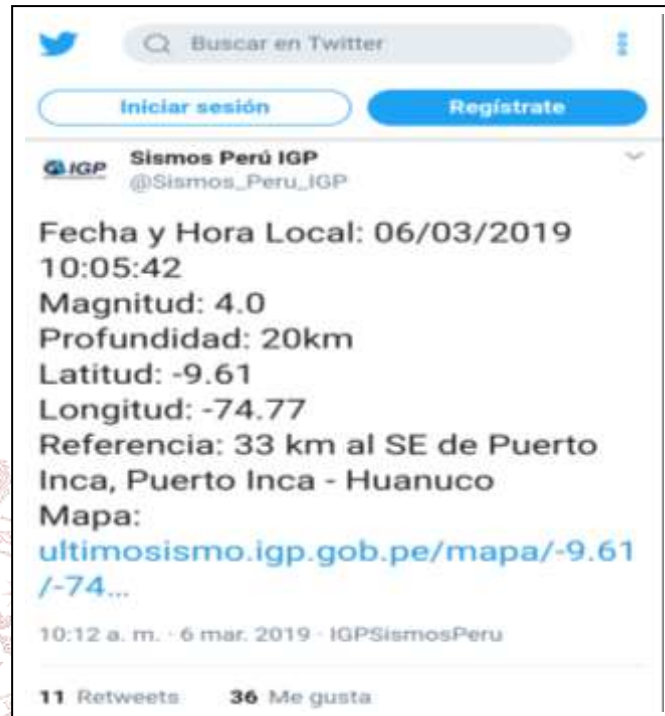 Buscar en Twitter
Iniciar sesión
Regístrate
IGP
Sismos Perú IGP
@Sismos_Peru_IGP
Fecha y Hora Local: 06/03/2019
10:05:42
Magnitud: 4.0
Profundidad: 20km
Latitud: -9.61
Longitud: -74.77
Referencia: 33 km al SE de Puerto
Inca, Puerto Inca - Huanuco
Mapa:
ultimosismo.igp.gob.pe/mapa/-9.61
/-74...
10:12 a. m. · 6 mar. 2019 · IGPSismosPeru
11 Retweets 36 Me gusta